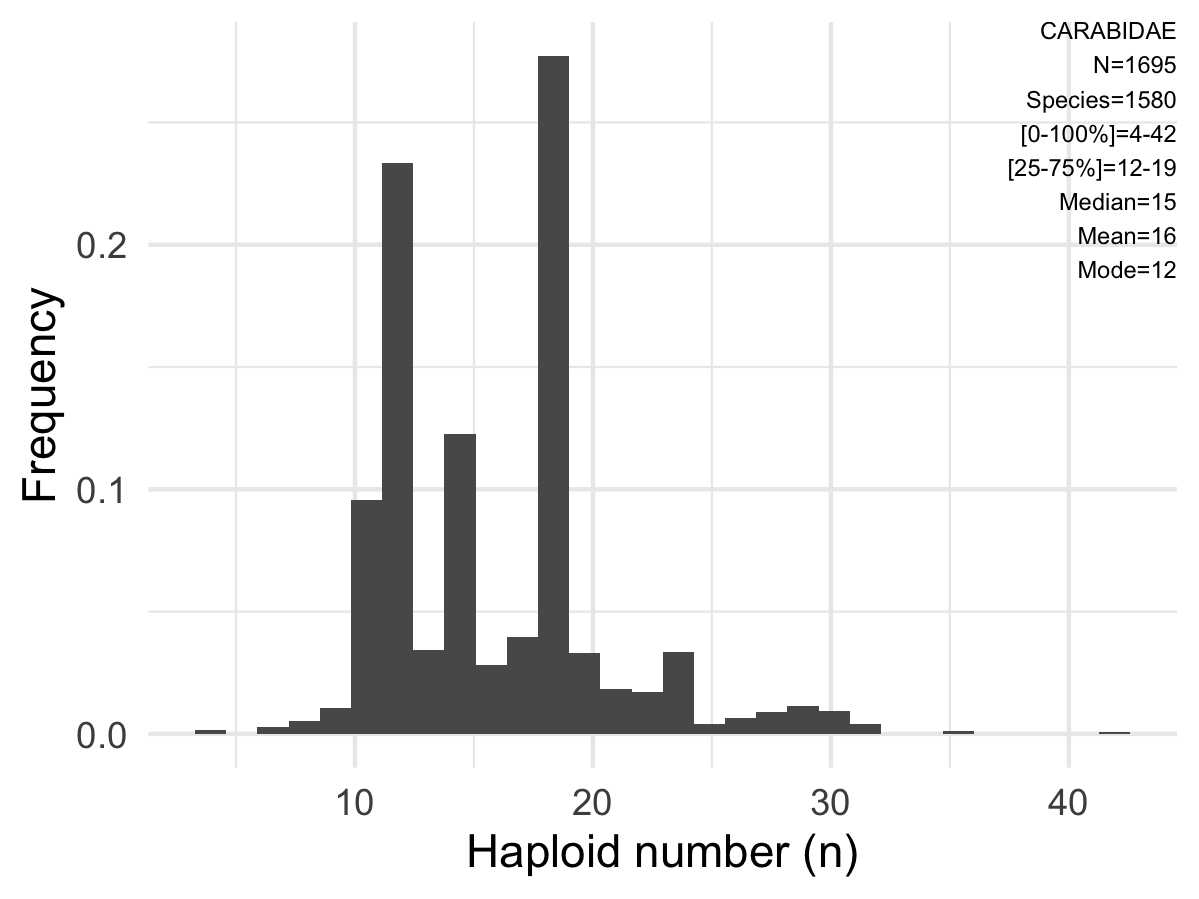 CARABIDAE
N=1695
Species=1580
[0-100%]=4-42
[25-75%]=12-19
Median=15
Mean=16
Mode=12
0.2
0.1
0.0
Frequency
10 20 30 40
Haploid number (n)